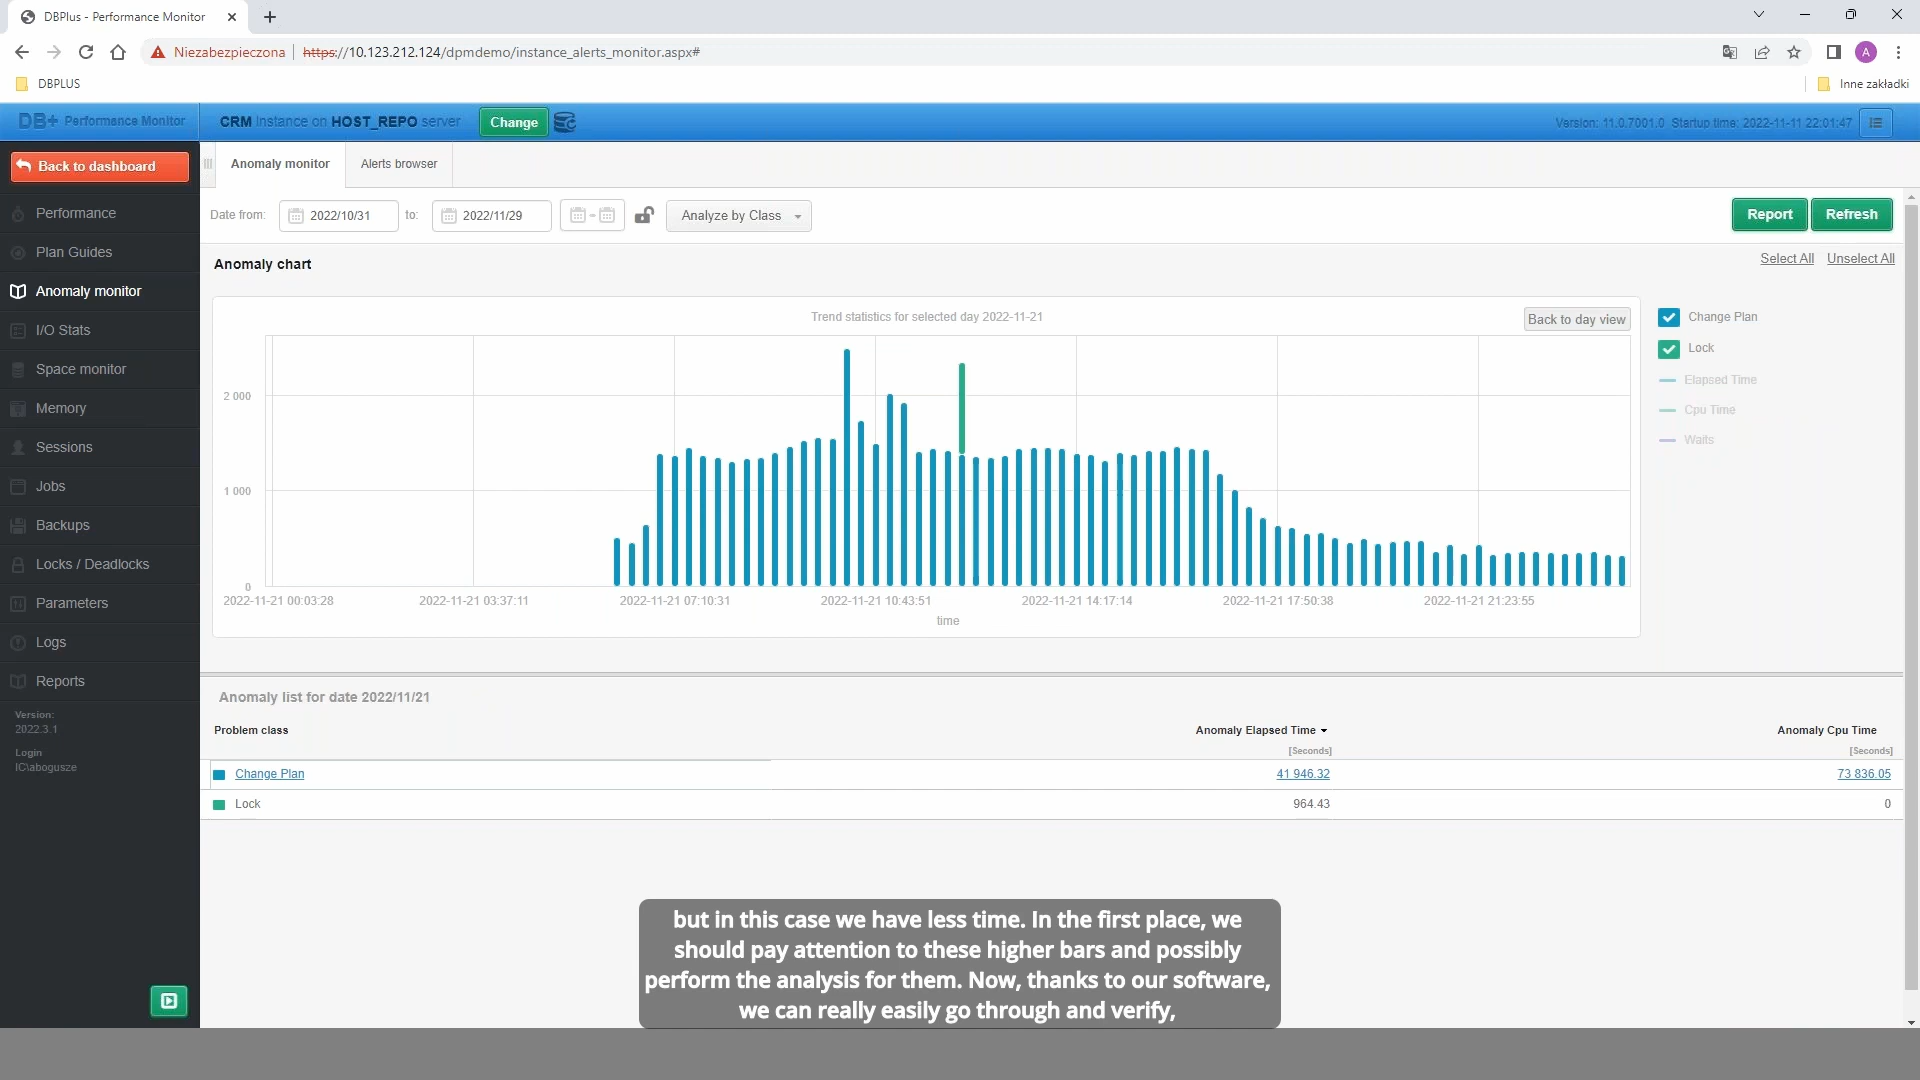 DBPlus - Performance Monitor
Niezabezpieczona
https://10.123.212.124/dpmdemo/instance_alerts_monitor.aspx#
A
DBPLUS
Inne zakładki
DB+ Performance Monitor
CRM Instance on HOST_REPO server
Change
Version: 11.0.7001.0 Startup time: 2022-11-11 22:01:47
Back to dashboard
Anomaly monitor
Alerts browser
Performance
Plan Guides
Anomaly monitor
I/O Stats
Space monitor
Memory
Sessions
Jobs
Backups
Locks / Deadlocks
Parameters
Logs
Reports
Version:
2022.3.1
Login
IC\abogusze
Date from:
2022/10/31
to:
2022/11/29
Analyze by Class
Report
Refresh
Anomaly chart
Select All
Unselect All
Trend statistics for selected day 2022-11-21
Back to day view
Change Plan
Lock
Elapsed Time
Cpu Time
Waits
2 000
1 000
0
2022-11-21 00:03:28
2022-11-21 03:37:11
2022-11-21 07:10:31
2022-11-21 10:43:51
2022-11-21 14:17:14
2022-11-21 17:50:38
2022-11-21 21:23:55
time
Anomaly list for date 2022/11/21
Problem class
Anomaly Elapsed Time
[Seconds]
Anomaly Cpu Time
[Seconds]
Change Plan
41 946.32
73 836.05
Lock
964.43
0
but in this case we have less time. In the first place, we
should pay attention to these higher bars and possibly
perform the analysis for them. Now, thanks to our software,
we can really easily go through and verify,